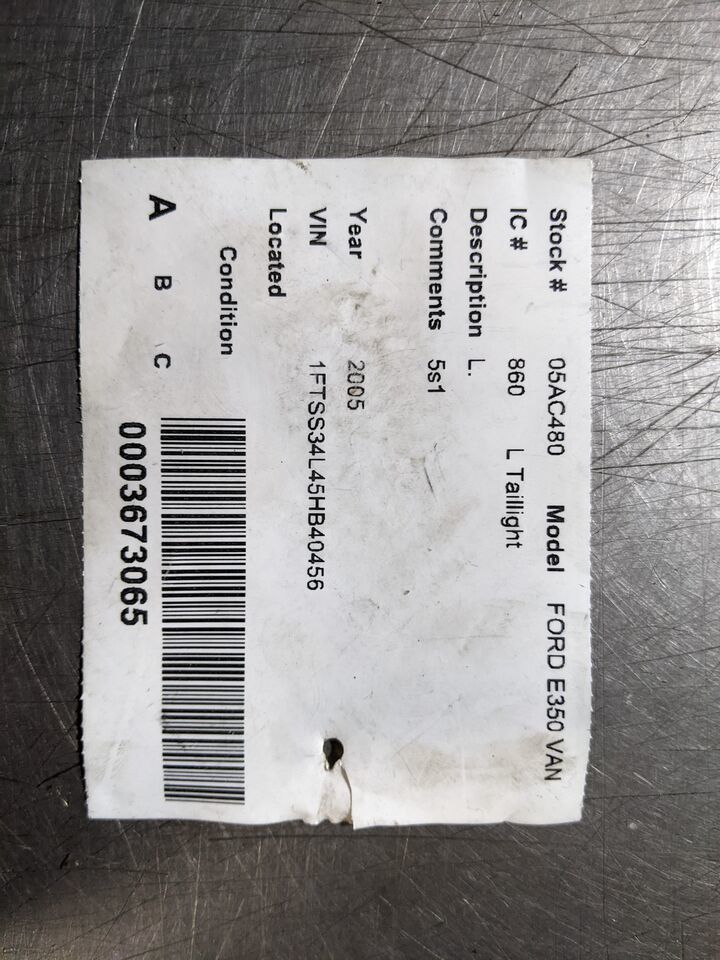 Stock # 05AC480 Model FORD E350 VAN
IC # 860 L Taillight
Description L.
Comments 5s1
Year 2005
VIN 1FTSS34L45HB40456
Located
Condition
A B C
0003673065